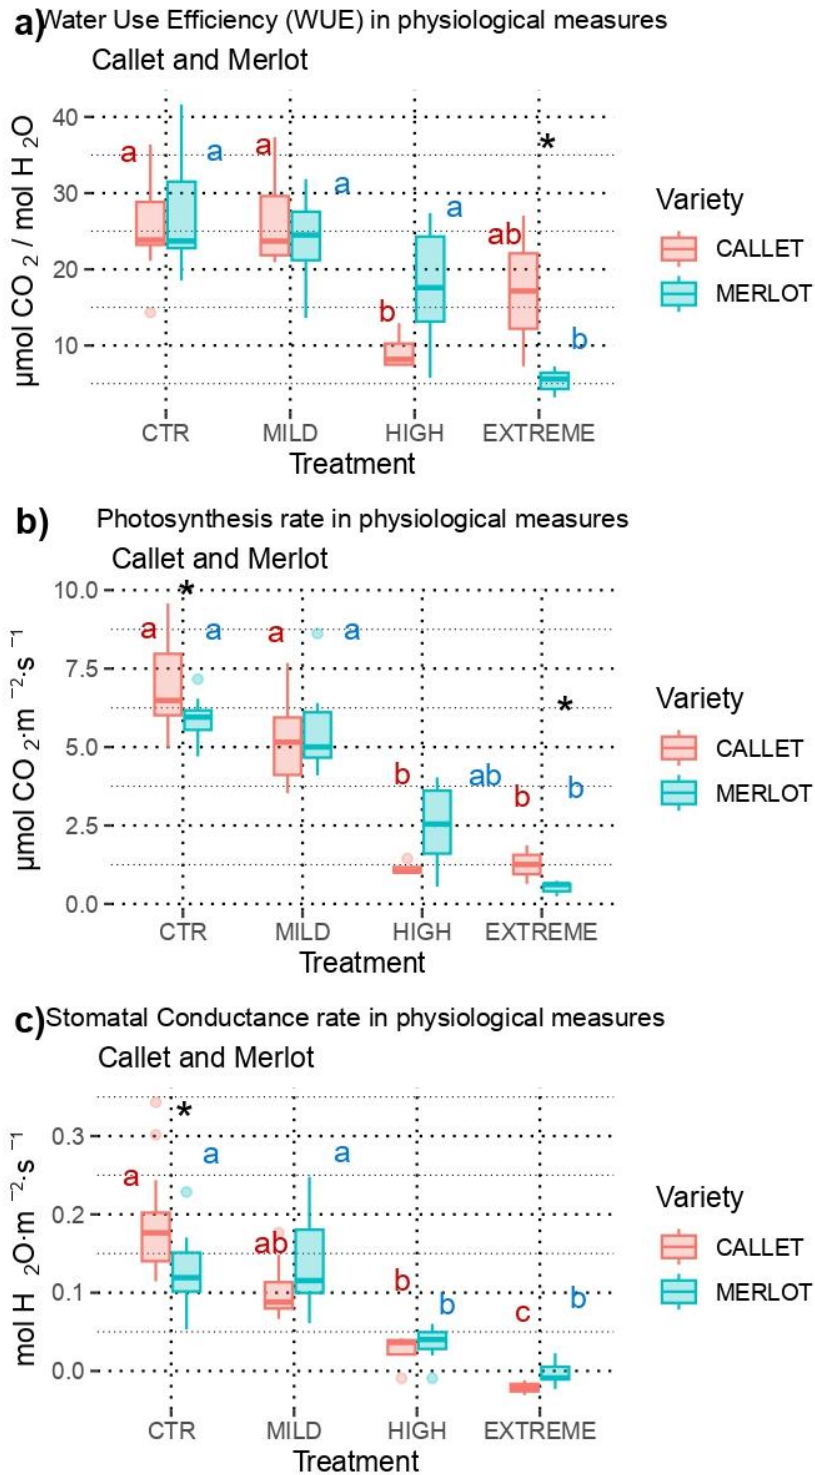 a) Water Use Efficiency (WUE) in physiological measures
Callet and Merlot
µmol CO 2 / mol H 2O
40
30
20
10
a
a
a
a
b
a
ab
b
*
CTR
MILD
HIGH
EXTREME
Treatment
Variety
CALLET
MERLOT
b) Photosynthesis rate in physiological measures
Callet and Merlot
µmol CO 2·m −2·s −1
10.0
7.5
5.0
2.5
0.0
*
a
a
a
a
b
ab
b
b
*
CTR
MILD
HIGH
EXTREME
Treatment
Variety
CALLET
MERLOT
c) Stomatal Conductance rate in physiological measures
Callet and Merlot
mol H 2O·m −2·s −1
0.3
0.2
0.1
0.0
*
a
a
ab
a
b
b
c
b
CTR
MILD
HIGH
EXTREME
Treatment
Variety
CALLET
MERLOT